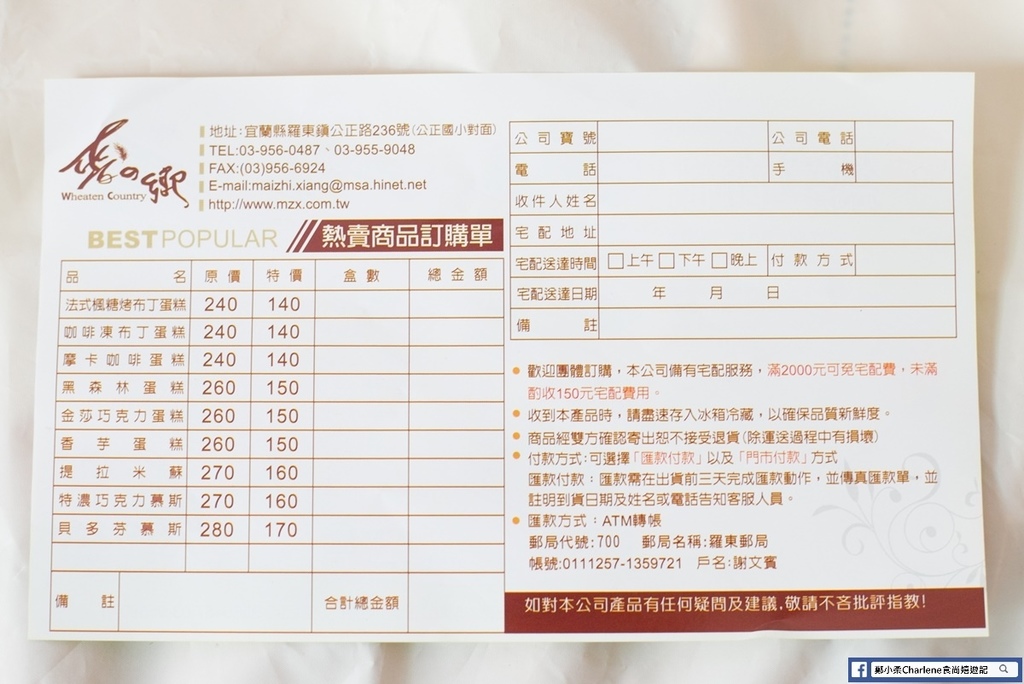 麥の鄉
Wheaten Country
地址:宜蘭縣羅東鎮公正路236號(公正國小對面)
TEL:03-956-0487、03-955-9048
FAX:(03)956-6924
E-mail:maizhi.xiang@msa.hinet.net
http://www.mzx.com.tw
BEST POPULAR 熱賣商品訂購單
品名 原價 特價 盒數 總金額
法式楓糖烤布丁蛋糕 240 140
咖啡凍布丁蛋糕 240 140
摩卡咖啡蛋糕 240 140
黑森林蛋糕 260 150
金莎巧克力蛋糕 260 150
香芋蛋糕 260 150
提拉米蘇 270 160
特濃巧克力慕斯 270 160
貝多芬慕斯 280 170
備註 合計總金額
公司寶號 公司電話
電話 手機
收件人姓名
宅配地址
宅配送達時間 □上午 □下午 □晚上 付款方式
宅配送達日期 年 月 日
備註
● 歡迎團體訂購，本公司備有宅配服務，滿2000元可免宅配費，未滿
酌收150元宅配費用。
● 收到本產品時，請盡速存入冰箱冷藏，以確保品質新鮮度。
● 商品經雙方確認寄出恕不接受退貨(除運送過程中有損壞)
● 付款方式:可選擇「匯款付款」以及「門市付款」方式
匯款付款：匯款需在出貨前三天完成匯款動作，並傳真匯款單，並
註明到貨日期及姓名或電話告知客服人員。
● 匯款方式：ATM轉帳
郵局代號:700 郵局名稱:羅東郵局
帳號:0111257-1359721 戶名:謝文賓
如對本公司產品有任何疑問及建議,敬請不吝批評指教!
f 鄭小柔Charlene食尚嬉遊記